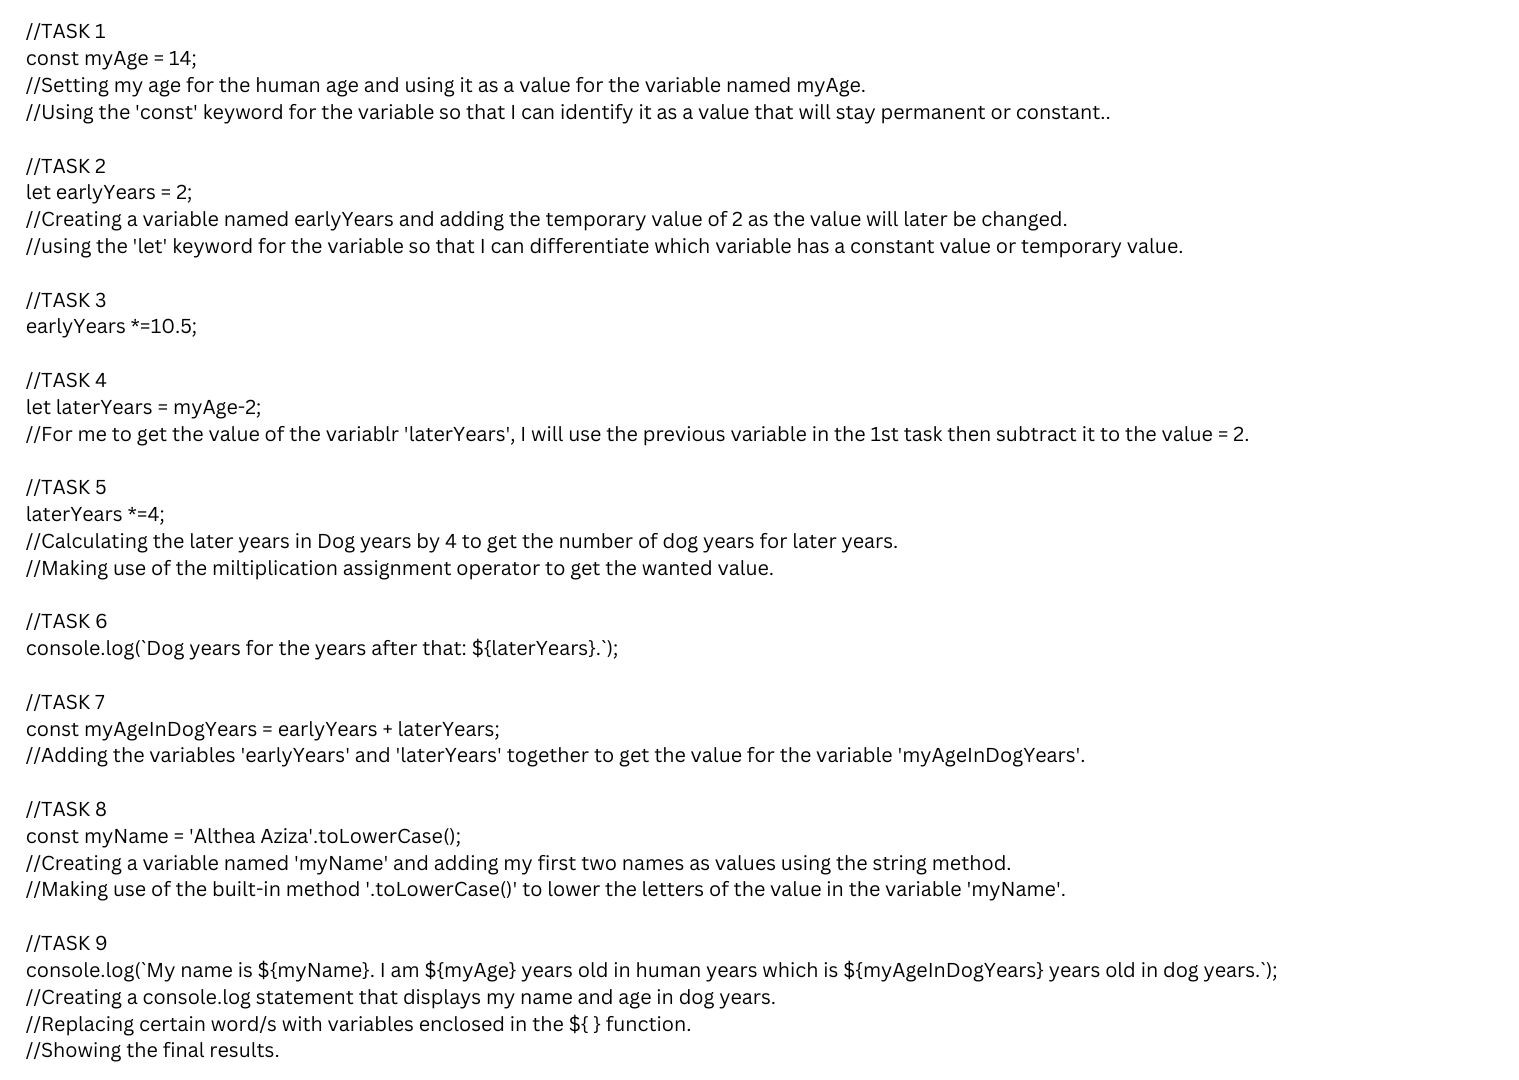 //TASK 1
const myAge = 14;
//Setting my age for the human age and using it as a value for the variable named myAge.
//Using the 'const' keyword for the variable so that I can identify it as a value that will stay permanent or constant..
//TASK 2
let earlyYears = 2;
//Creating a variable named earlyYears and adding the temporary value of 2 as the value will later be changed.
//using the 'let' keyword for the variable so that I can differentiate which variable has a constant value or temporary value.
//TASK 3
earlyYears *=10.5;
//TASK 4
let laterYears = myAge-2;
//For me to get the value of the variablr 'laterYears', I will use the previous variable in the 1st task then subtract it to the value = 2.
//TASK 5
laterYears *=4;
//Calculating the later years in Dog years by 4 to get the number of dog years for later years.
//Making use of the miltiplication assignment operator to get the wanted value.
//TASK 6
console.log(`Dog years for the years after that: ${laterYears}.`);
//TASK 7
const myAgeInDogYears = earlyYears + laterYears;
//Adding the variables 'earlyYears' and 'laterYears' together to get the value for the variable 'myAgeInDogYears'.
//TASK 8
const myName = 'Althea Aziza'.toLowerCase();
//Creating a variable named 'myName' and adding my first two names as values using the string method.
//Making use of the built-in method '.toLowerCase()' to lower the letters of the value in the variable 'myName'.
//TASK 9
console.log(`My name is ${myName}. I am ${myAge} years old in human years which is ${myAgeInDogYears} years old in dog years.`);
//Creating a console.log statement that displays my name and age in dog years.
//Replacing certain word/s with variables enclosed in the ${ } function.
//Showing the final results.